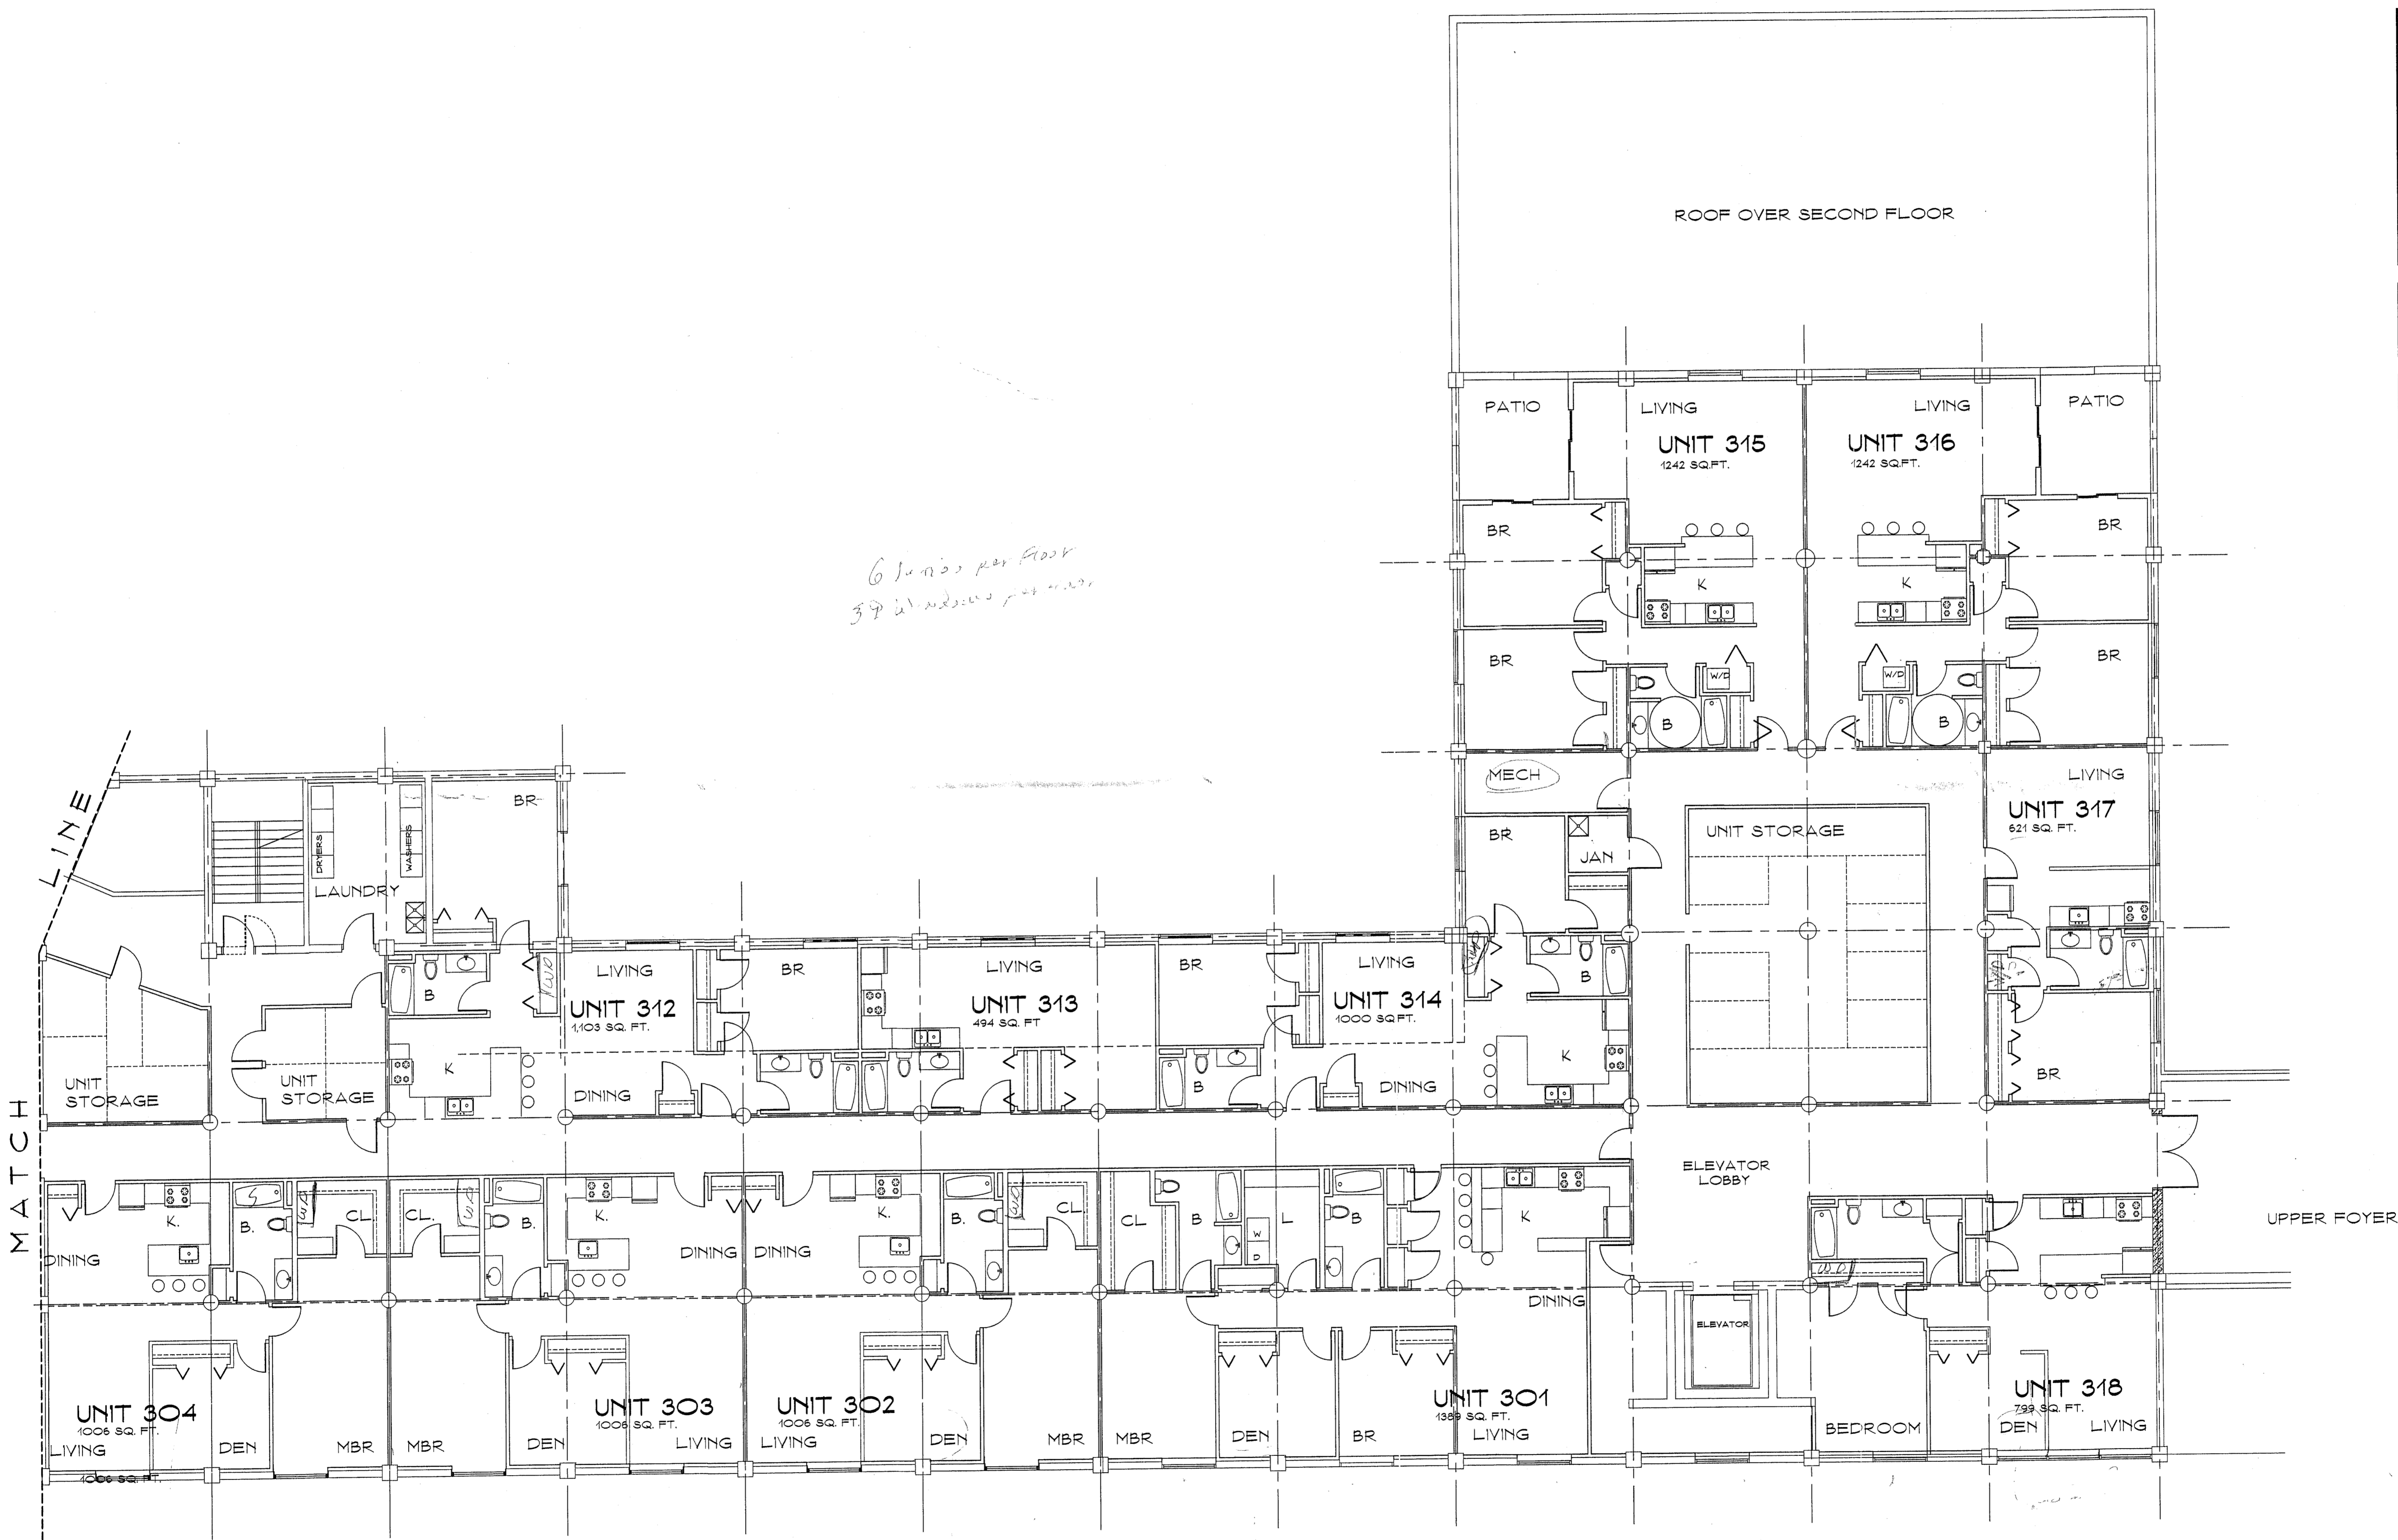 ROOF OVER SECOND FLOOR
PATIO
LIVING
UNIT 315
1242 SQ.FT.
LIVING
UNIT 316
1242 SQ.FT.
PATIO
BR
K
K
BR
BR
W/D
B
W/D
B
BR
6 per Floor
MECH
LIVING
UNIT 317
621 SQ. FT.
BR
JAN
UNIT STORAGE
BR
MATCH LINE
DRYERS
WASHERS
LAUNDRY
BR
B
W/D
LIVING
UNIT 312
1,103 SQ. FT.
BR
LIVING
UNIT 313
494 SQ. FT
BR
LIVING
UNIT 314
1000 SQ.FT.
B
UNIT
STORAGE
UNIT
STORAGE
K
DINING
B
DINING
K
ELEVATOR
LOBBY
UPPER FOYER
K.
B.
W/D
CL.
CL.
W/D
B.
K.
K.
B.
W/D
CL.
CL
B
W
D
L
B
K
DINING
DINING
DINING
DINING
W/D
ELEVATOR
UNIT 304
1006 SQ. FT.
LIVING
DEN
MBR
MBR
DEN
UNIT 303
1006 SQ. FT.
LIVING
UNIT 302
1006 SQ. FT.
LIVING
DEN
MBR
MBR
DEN
BR
UNIT 301
1389 SQ. FT.
LIVING
BEDROOM
UNIT 318
799 SQ. FT.
DEN
LIVING
1006 SQ. FT.